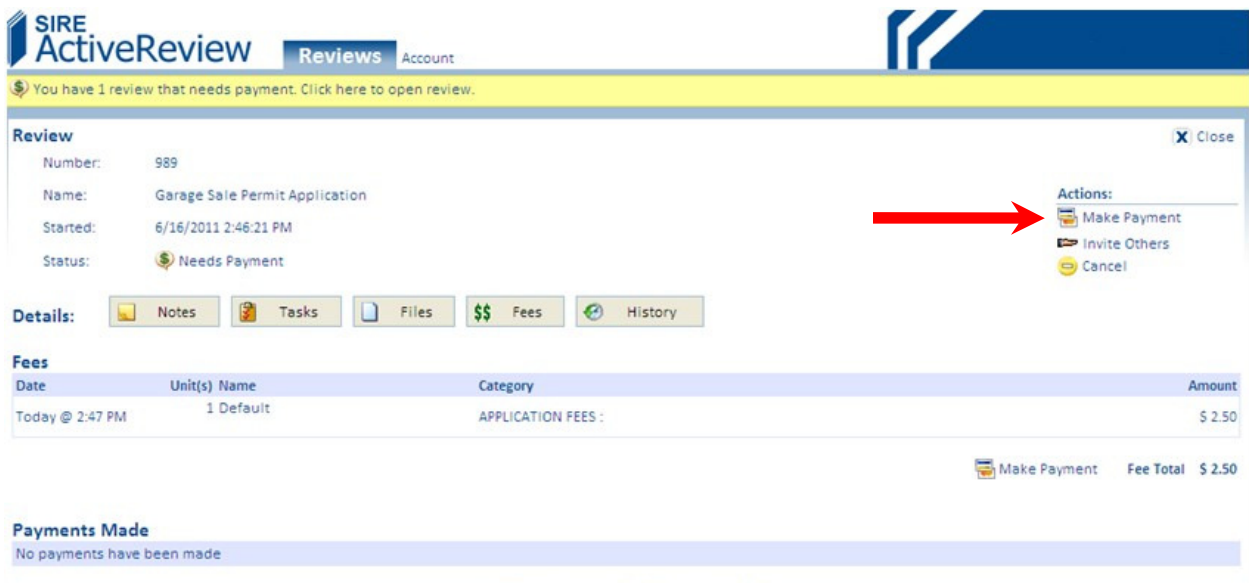 SIRE
ActiveReview
Reviews Account
You have 1 review that needs payment. Click here to open review.
Review
Close
Number: 989
Name: Garage Sale Permit Application
Actions:
Make Payment
Started: 6/16/2011 2:46:21 PM
Invite Others
Status: Needs Payment
Cancel
Details: Notes Tasks Files $$ Fees History
Fees
Date Unit(s) Name Category Amount
Today @ 2:47 PM 1 Default APPLICATION FEES : $ 2.50
Make Payment Fee Total $ 2.50
Payments Made
No payments have been made